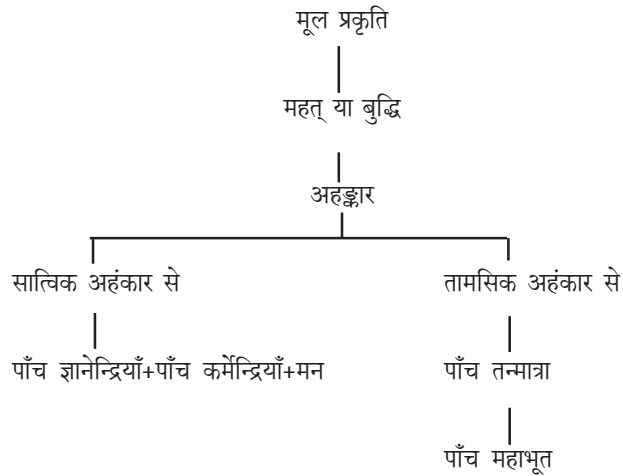 मूल प्रकृति
महत् या बुद्धि
अहङ्कार
सात्विक अहंकार से
तामसिक अहंकार से
पाँच ज्ञानेन्द्रियाँ+पाँच कर्मेन्द्रियाँ+मन
पाँच तन्मात्रा
पाँच महाभूत